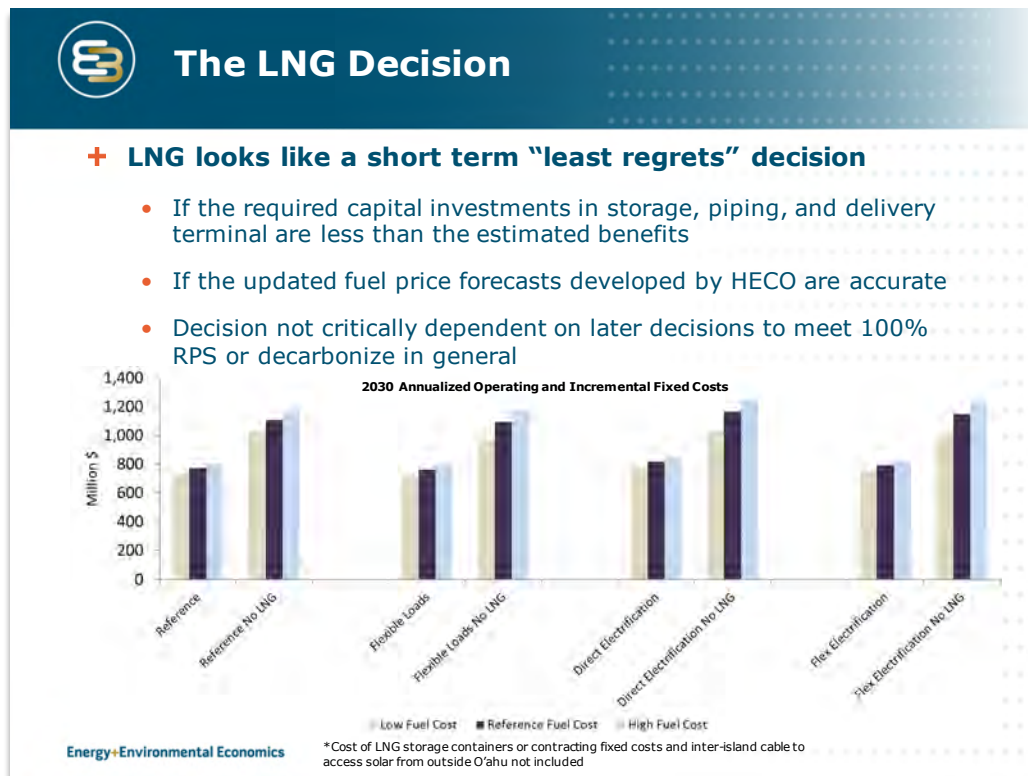 The LNG Decision
+ LNG looks like a short term “least regrets” decision
• If the required capital investments in storage, piping, and delivery
terminal are less than the estimated benefits
• If the updated fuel price forecasts developed by HECO are accurate
• Decision not critically dependent on later decisions to meet 100%
RPS or decarbonize in general
2030 Annualized Operating and Incremental Fixed Costs
Million $
1,400
1,200
1,000
800
600
400
200
0
Reference
Reference No LNG
Flexible Loads
Flexible Loads No LNG
Direct Electrification
Direct Electrification No LNG
Flex Electrification
Flex Electrification No LNG
Low Fuel Cost
Reference Fuel Cost
High Fuel Cost
Energy+Environmental Economics
*Cost of LNG storage containers or contracting fixed costs and inter-island cable to
access solar from outside O’ahu not included